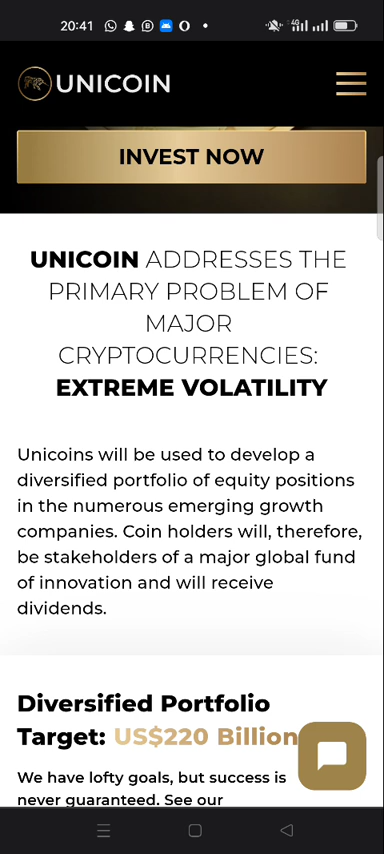 20:41
4G
UNICOIN
INVEST NOW
UNICOIN ADDRESSES THE
PRIMARY PROBLEM OF
MAJOR
CRYPTOCURRENCIES:
EXTREME VOLATILITY
Unicoins will be used to develop a
diversified portfolio of equity positions
in the numerous emerging growth
companies. Coin holders will, therefore,
be stakeholders of a major global fund
of innovation and will receive
dividends.
Diversified Portfolio
Target: US$220 Billion
We have lofty goals, but success is
never guaranteed. See our